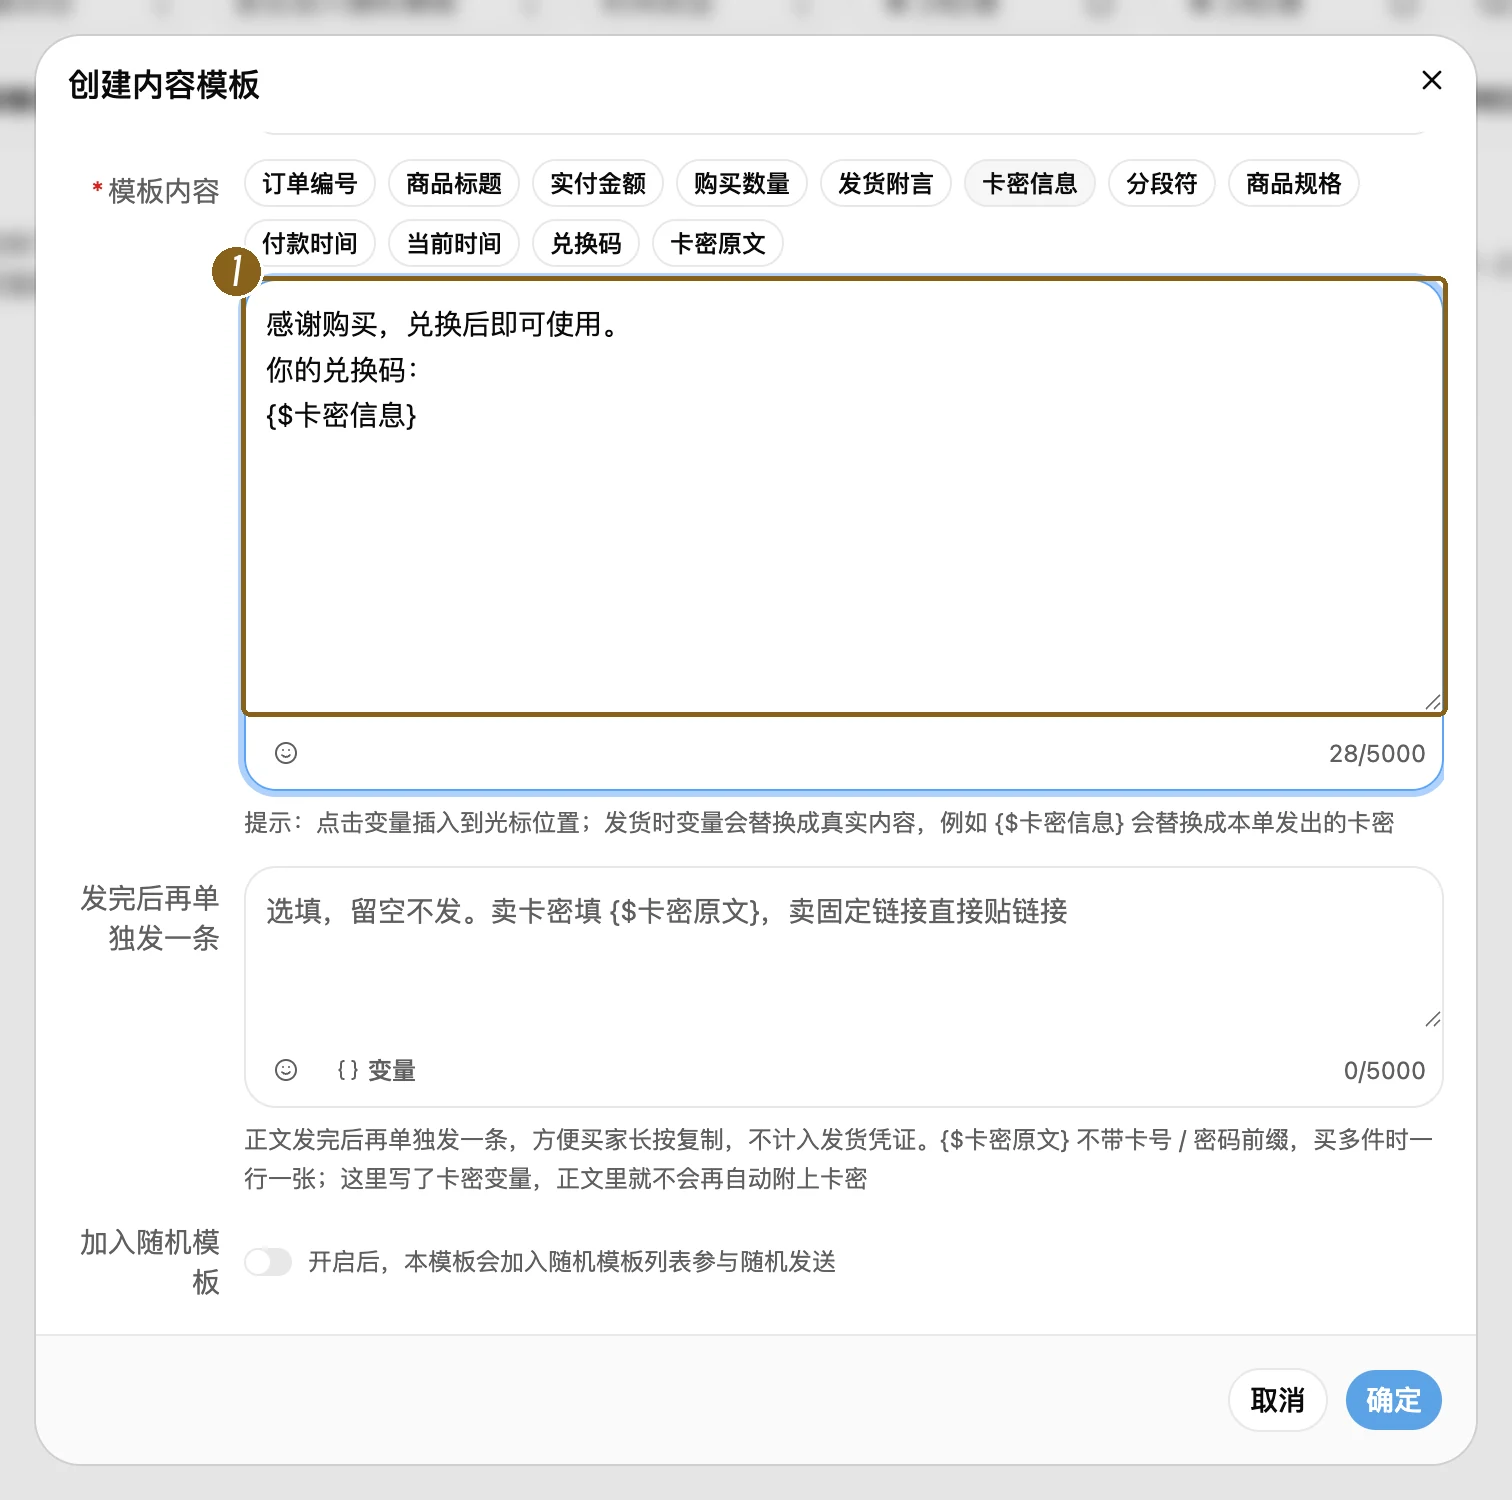 创建内容模板
*模板内容
订单编号 商品标题 实付金额 购买数量 发货附言 卡密信息 分段符 商品规格
付款时间 当前时间 兑换码 卡密原文
1
感谢购买，兑换后即可使用。
你的兑换码：
{$卡密信息}
28/5000
提示：点击变量插入到光标位置；发货时变量会替换成真实内容，例如 {$卡密信息} 会替换成本单发出的卡密
发完后再单
独发一条
选填，留空不发。卖卡密填 {$卡密原文}，卖固定链接直接贴链接
{} 变量
0/5000
正文发完后再单独发一条，方便买家长按复制，不计入发货凭证。{$卡密原文} 不带卡号 / 密码前缀，买多件时一
行一张；这里写了卡密变量，正文里就不会再自动附上卡密
加入随机模
板
开启后，本模板会加入随机模板列表参与随机发送
取消 确定